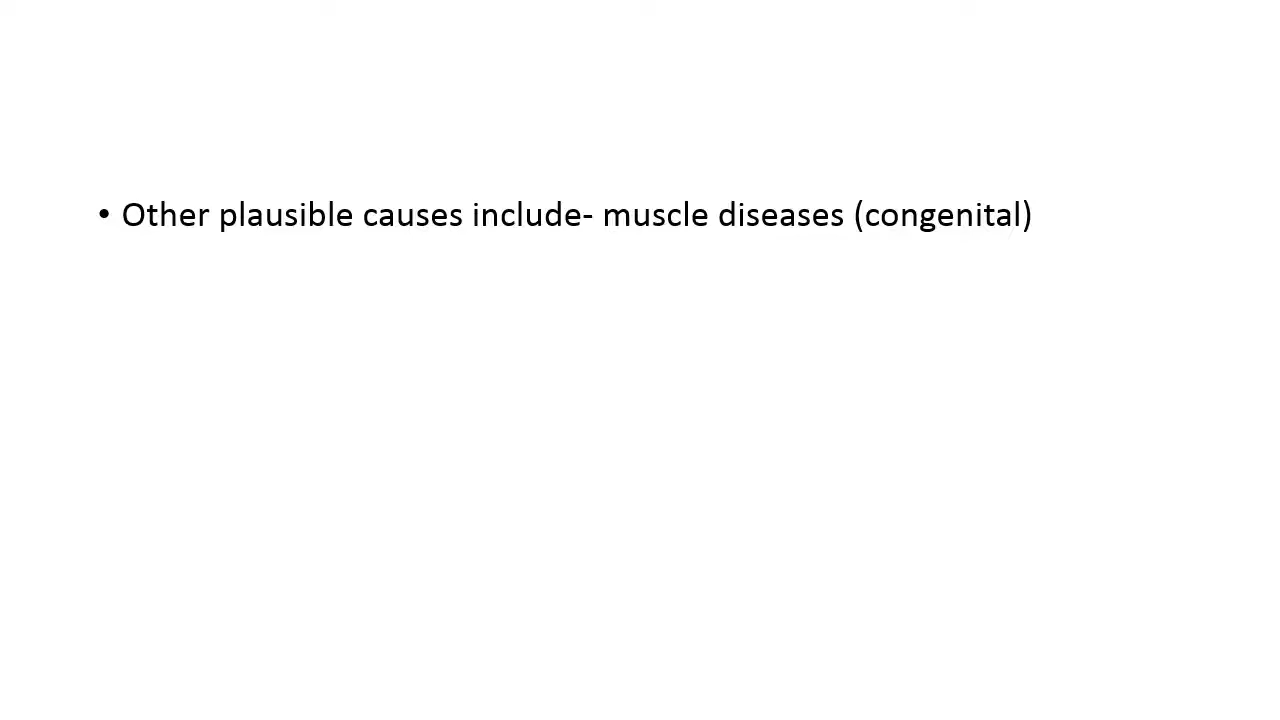 • Other plausible causes include- muscle diseases (congenital)